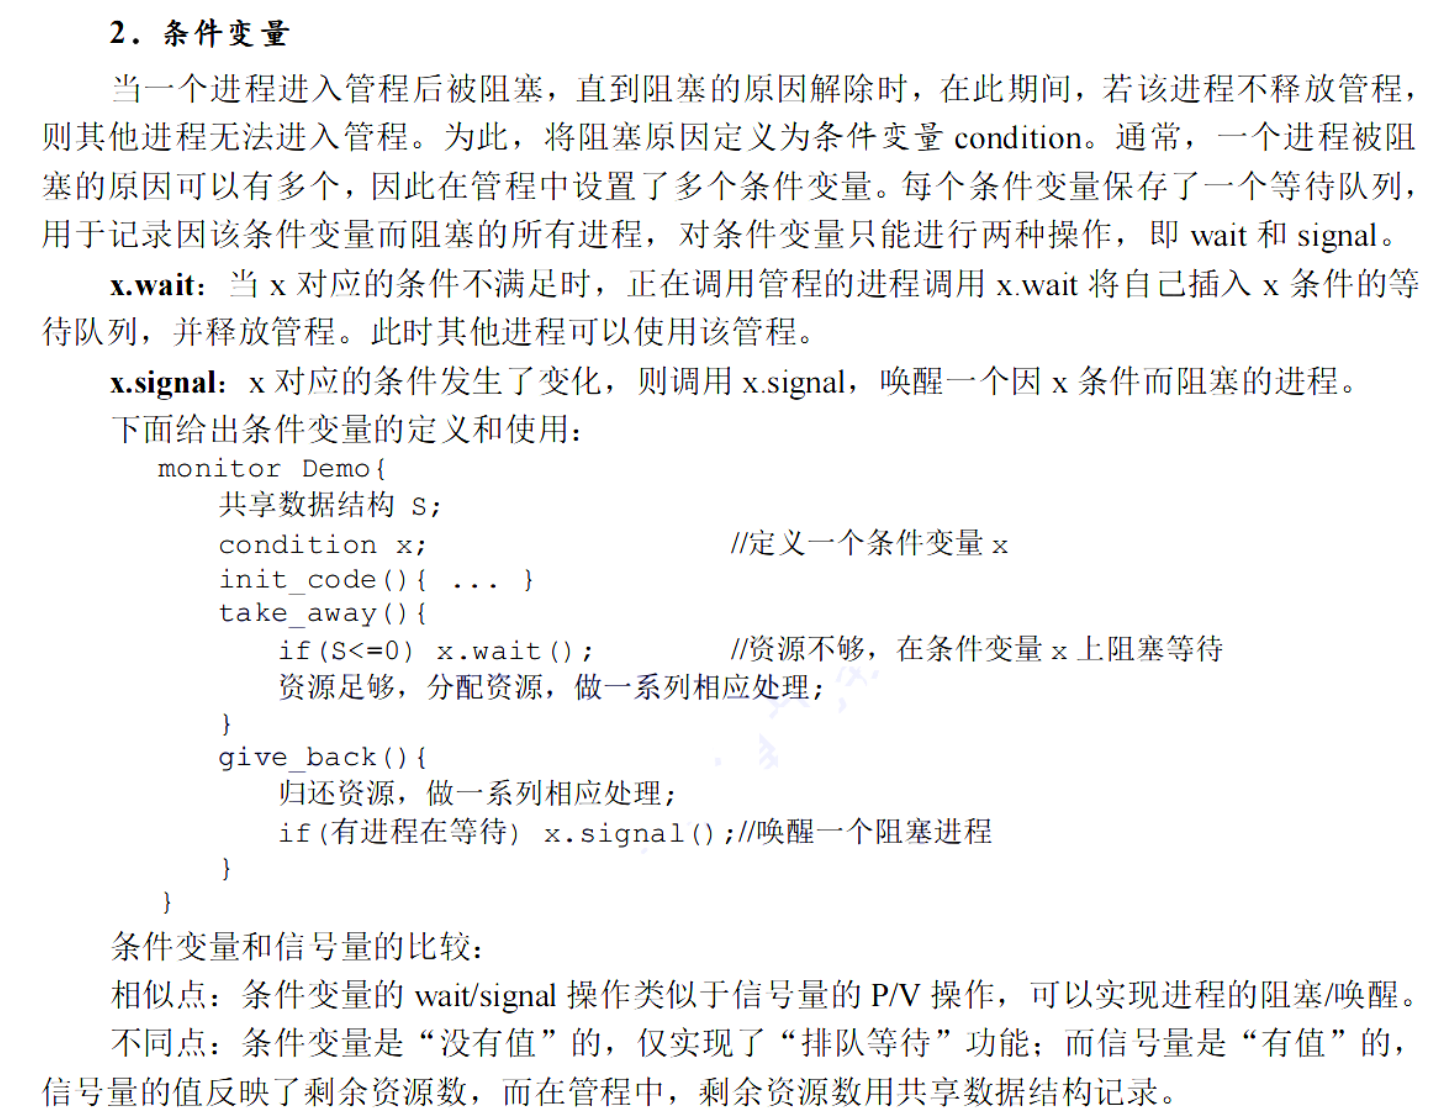 2．条件变量
当一个进程进入管程后被阻塞，直到阻塞的原因解除时，在此期间，若该进程不释放管程，
则其他进程无法进入管程。为此，将阻塞原因定义为条件变量 condition。通常，一个进程被阻
塞的原因可以有多个，因此在管程中设置了多个条件变量。每个条件变量保存了一个等待队列，
用于记录因该条件变量而阻塞的所有进程，对条件变量只能进行两种操作，即 wait 和 signal。
x.wait：当 x 对应的条件不满足时，正在调用管程的进程调用 x.wait 将自己插入 x 条件的等
待队列，并释放管程。此时其他进程可以使用该管程。
x.signal：x 对应的条件发生了变化，则调用 x.signal，唤醒一个因 x 条件而阻塞的进程。
下面给出条件变量的定义和使用：
monitor Demo{
共享数据结构 S;
condition x; //定义一个条件变量 x
init_code(){ ... }
take_away(){
if(S<=0) x.wait(); //资源不够，在条件变量 x 上阻塞等待
资源足够，分配资源，做一系列相应处理;
}
give_back(){
归还资源，做一系列相应处理;
if(有进程在等待) x.signal();//唤醒一个阻塞进程
}
}
条件变量和信号量的比较：
相似点：条件变量的 wait/signal 操作类似于信号量的 P/V 操作，可以实现进程的阻塞/唤醒。
不同点：条件变量是“没有值”的，仅实现了“排队等待”功能；而信号量是“有值”的，
信号量的值反映了剩余资源数，而在管程中，剩余资源数用共享数据结构记录。